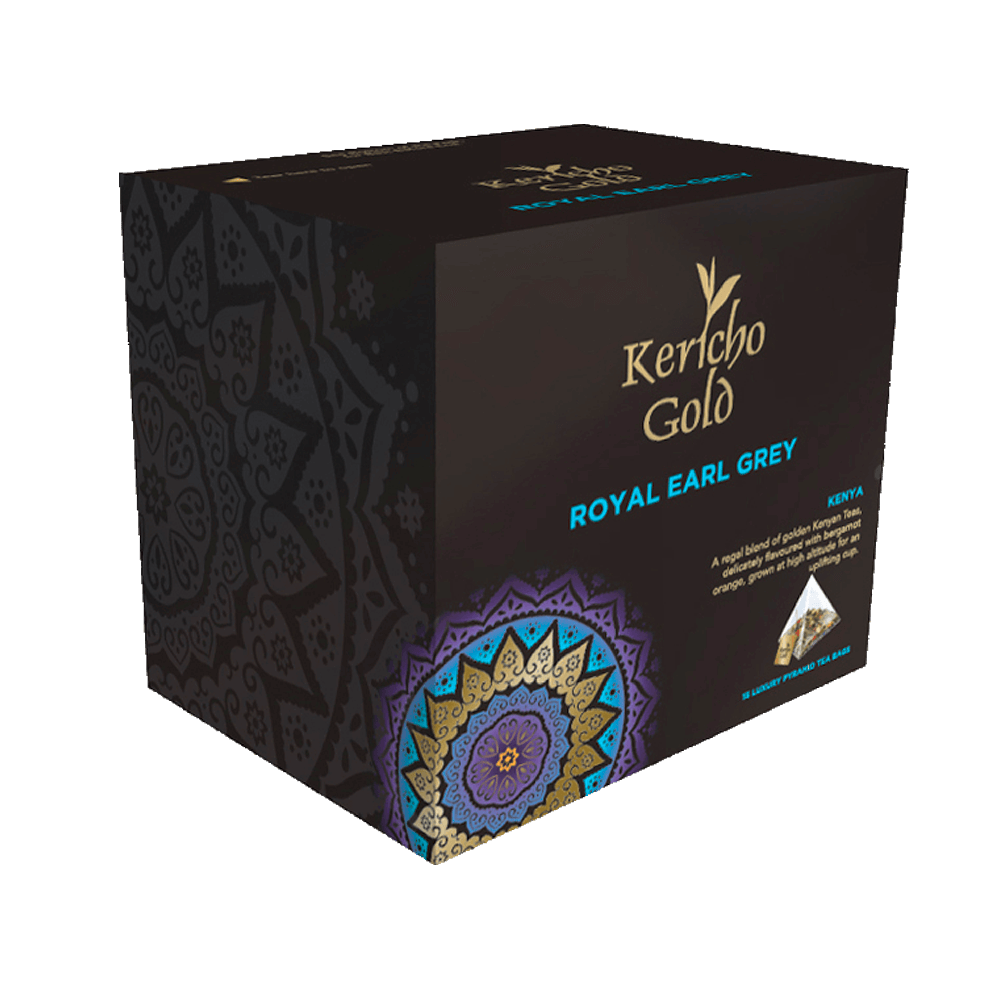 Kericho
Gold
ROYAL EARL GREY
Kericho
Gold
ROYAL EARL GREY
KENYA
A regal blend of golden Kenyan Teas,
delicately flavoured with bergamot
orange, grown at high altitude for an
uplifting cup.
15 LUXURY PYRAMID TEA BAGS